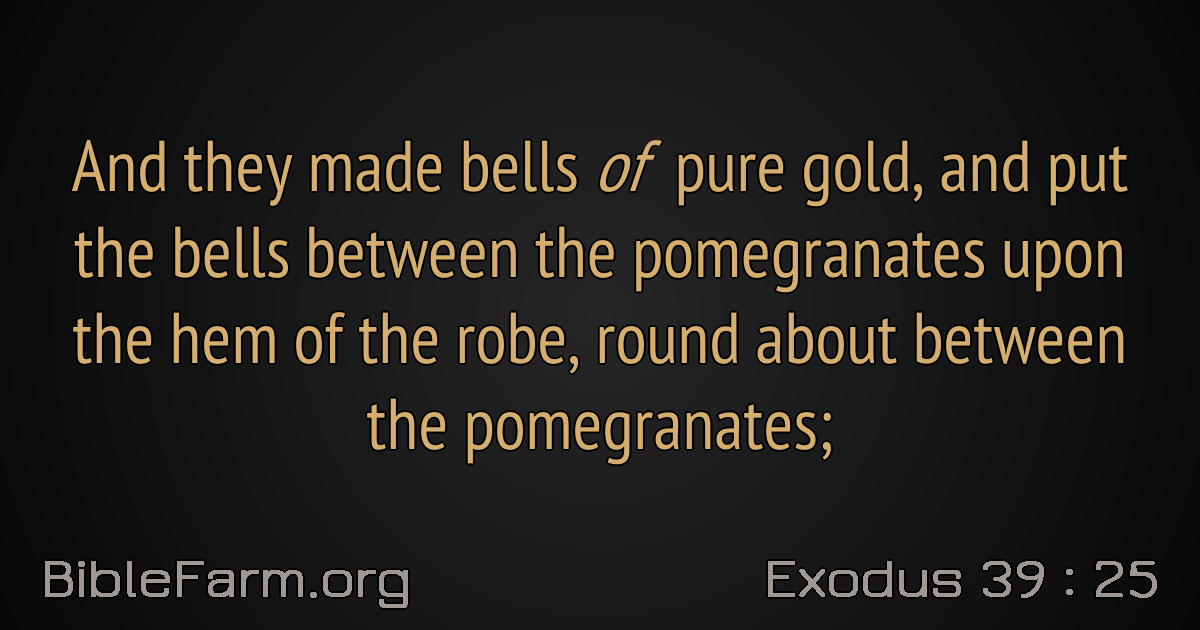 And they made bells of pure gold, and put
the bells between the pomegranates upon
the hem of the robe, round about between
the pomegranates;
BibleFarm.org
Exodus 39 : 25